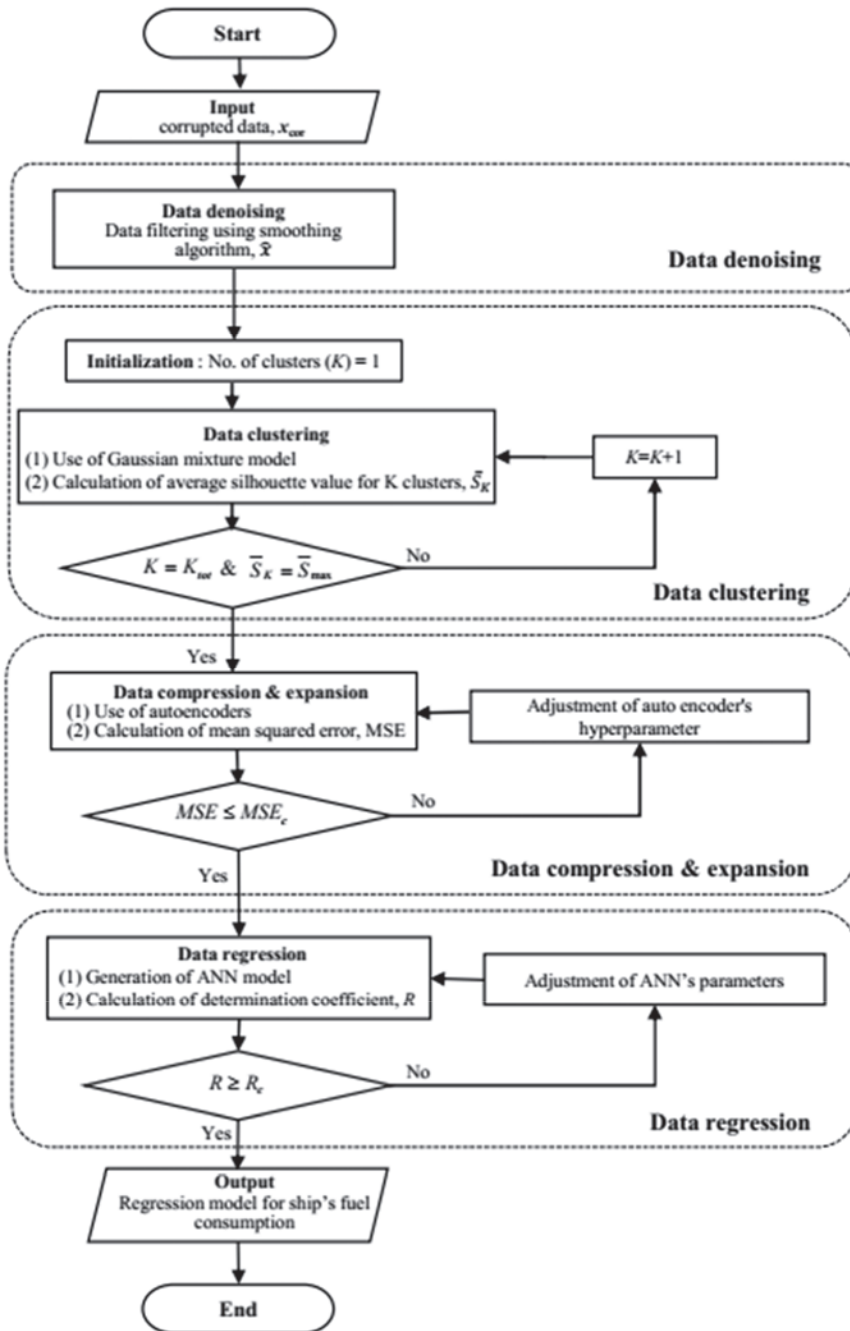 Start
Input
corrupted data, x_cor
Data denoising
Data filtering using smoothing
algorithm, x̂
Data denoising
Initialization : No. of clusters (K) = 1
Data clustering
(1) Use of Gaussian mixture model
(2) Calculation of average silhouette value for K clusters, S̄_K
K=K+1
K = K_tot & S̄_K = S̄_max
No
Data clustering
Yes
Data compression & expansion
(1) Use of autoencoders
(2) Calculation of mean squared error, MSE
Adjustment of auto encoder's
hyperparameter
MSE ≤ MSE_c
No
Data compression & expansion
Yes
Data regression
(1) Generation of ANN model
(2) Calculation of determination coefficient, R
Adjustment of ANN's parameters
R ≥ R_c
No
Data regression
Yes
Output
Regression model for ship's fuel
consumption
End